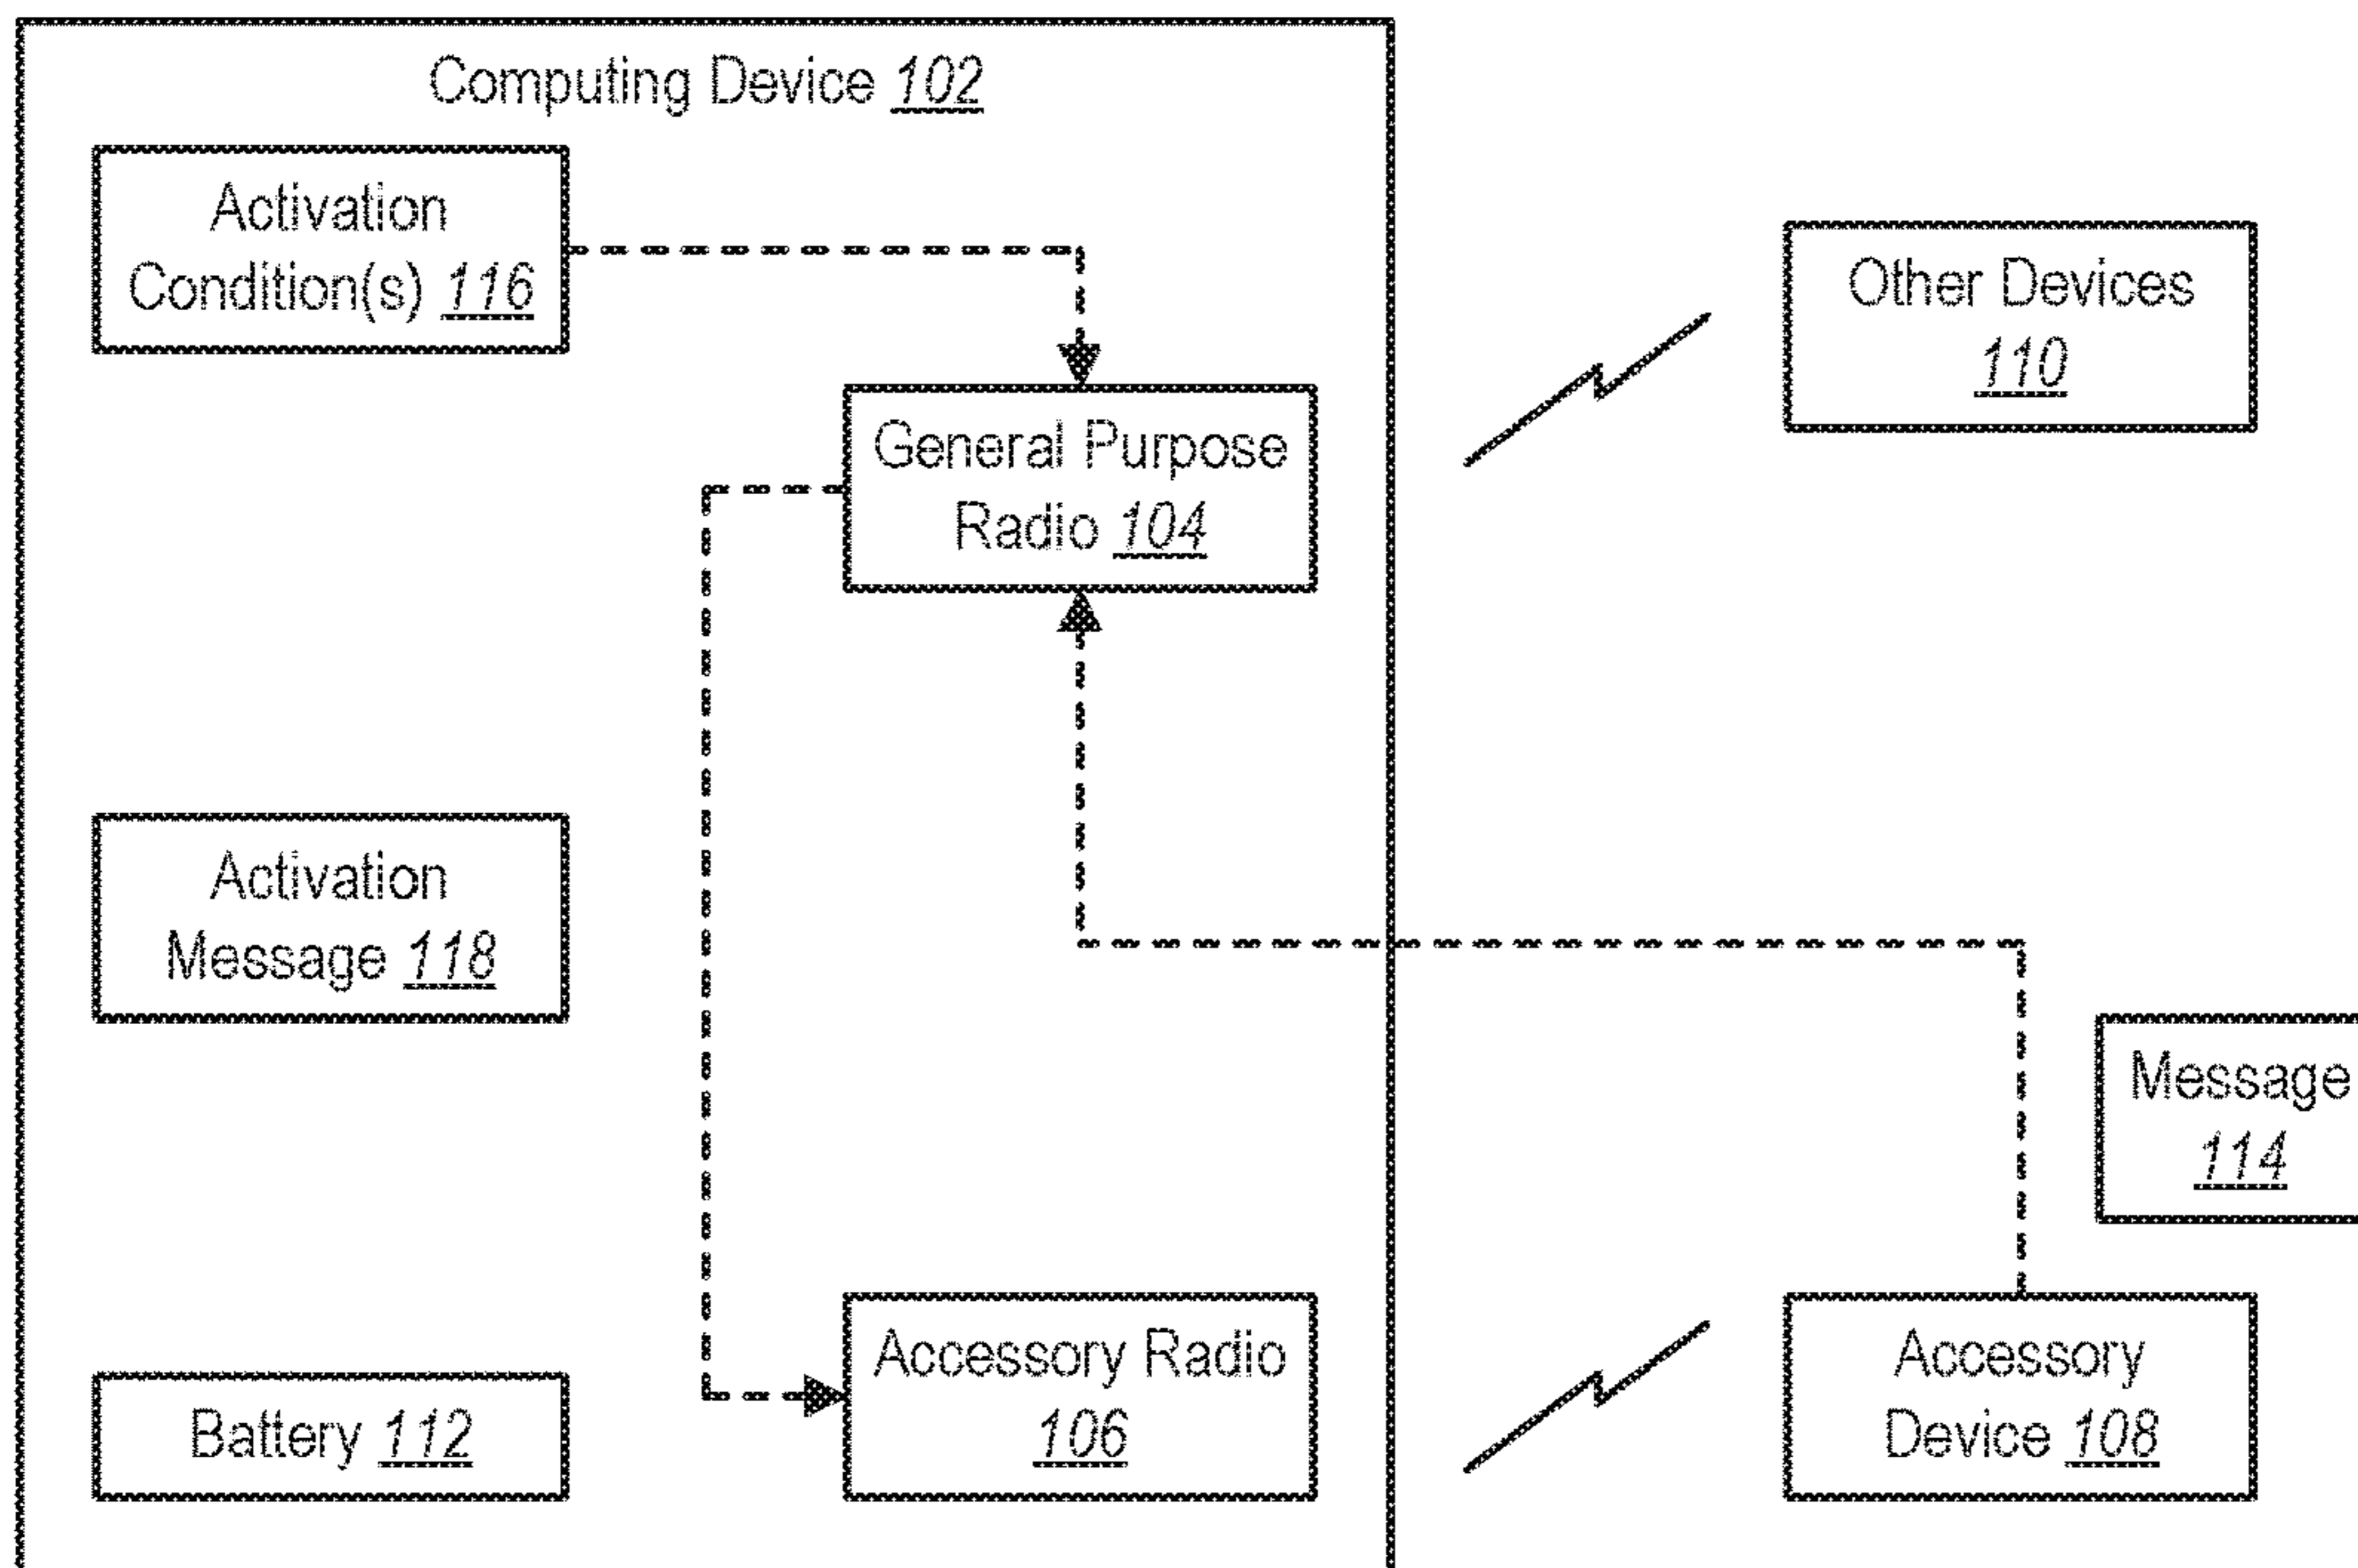 Computing Device 102
Activation
Condition(s) 116
Other Devices
110
General Purpose
Radio 104
Activation
Message 118
Message
114
Accessory Radio
106
Accessory
Device 108
Battery 112